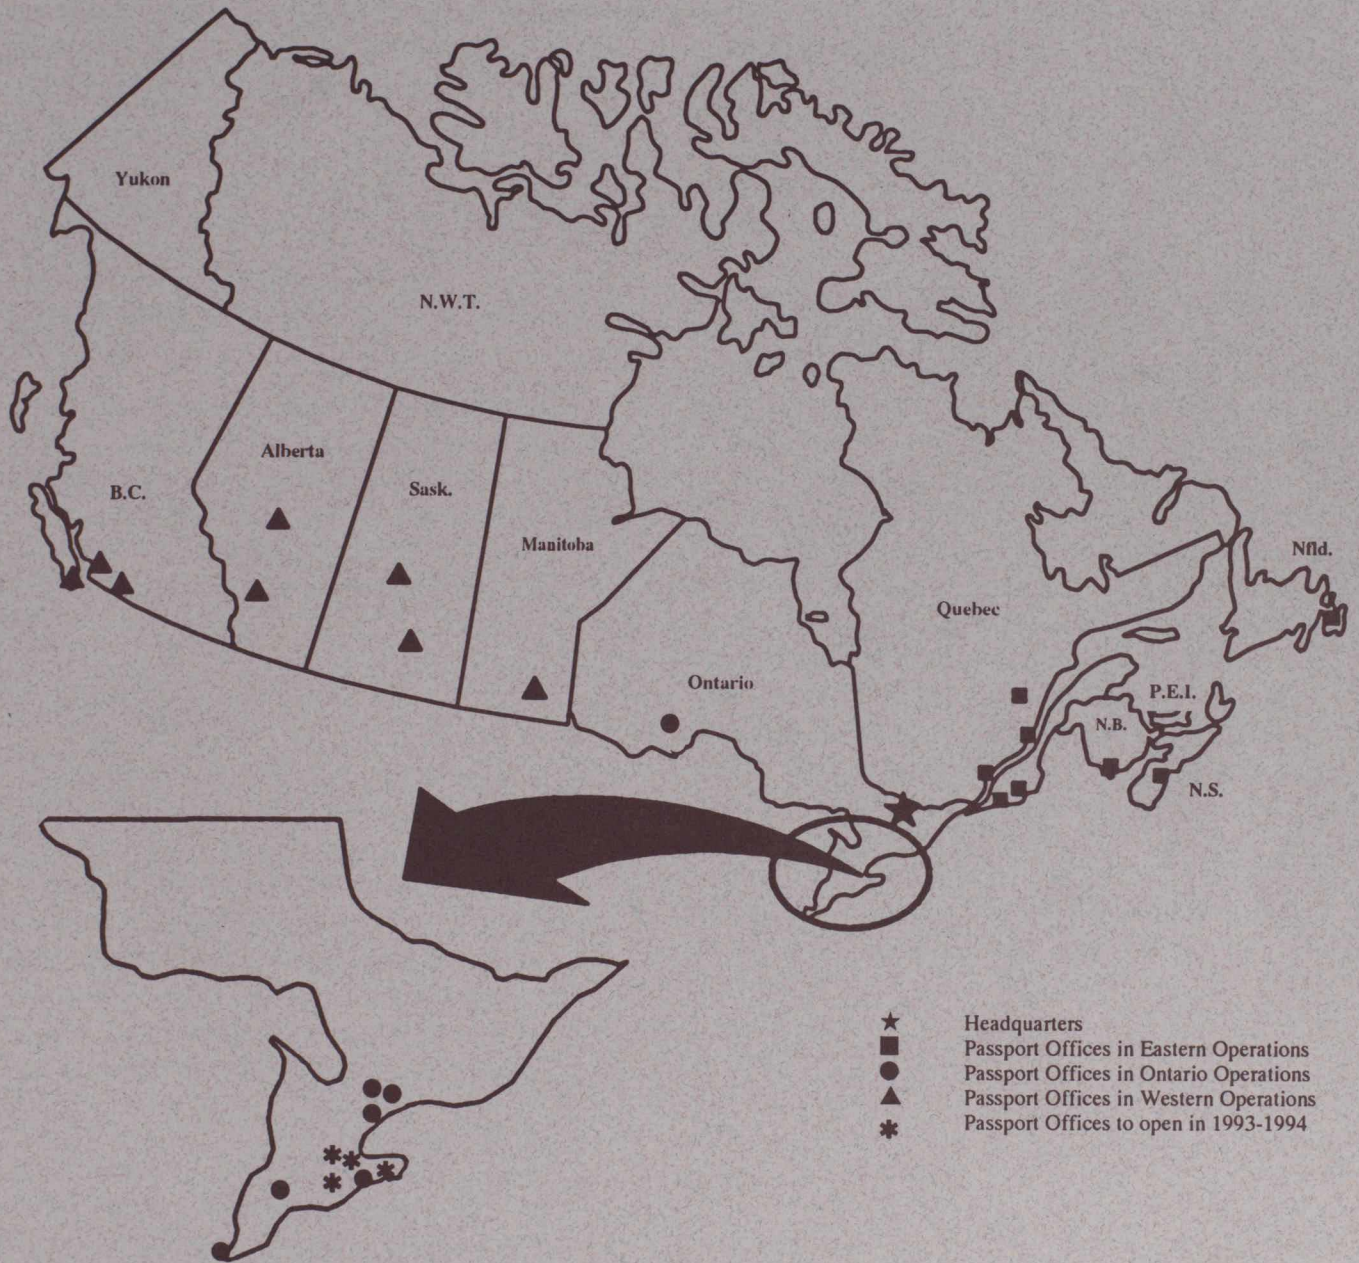 Yukon
N.W.T.
Alberta
B.C.
Sask.
Manitoba
Nfld.
Quebec
Ontario
P.E.I.
N.B.
N.S.
Headquarters
Passport Offices in Eastern Operations
Passport Offices in Ontario Operations
Passport Offices in Western Operations
Passport Offices to open in 1993-1994